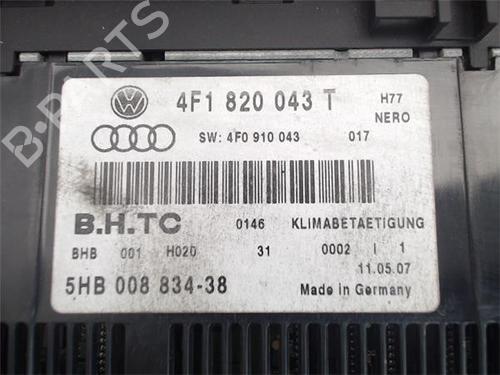 4F1 820 043 T H77
NERO
SW: 4F0 910 043 017
B.H.TC 0146 KLIMABETAETIGUNG
BHB 001 H020 31 0002 I 1
11.05.07
5HB 008 834-38 Made in Germany
B-PARTS